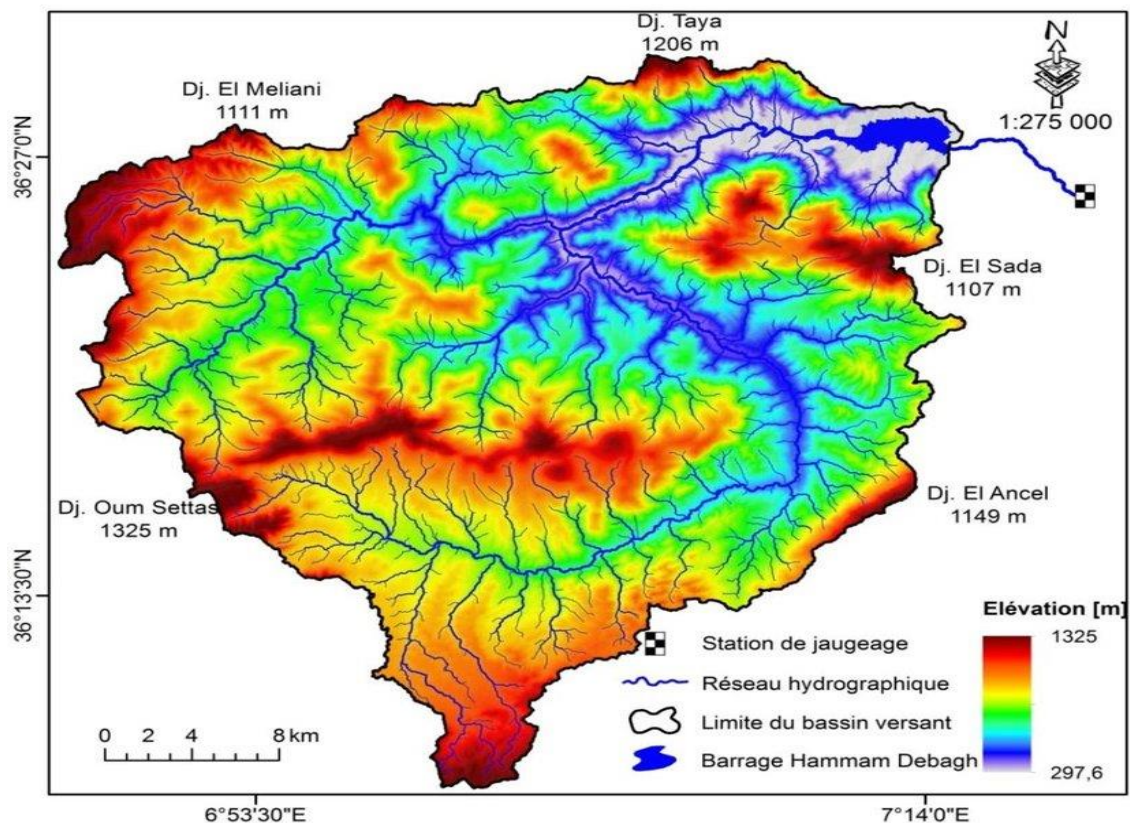 Dj. Taya
1206 m
N
1:275 000
Dj. El Meliani
1111 m
36°27'0"N
Dj. El Sada
1107 m
Dj. Oum Settas
1325 m
Dj. El Ancel
1149 m
36°13'30"N
Elévation [m]
1325
297,6
Station de jaugeage
Réseau hydrographique
Limite du bassin versant
Barrage Hammam Debagh
0 2 4 8 km
6°53'30"E
7°14'0"E